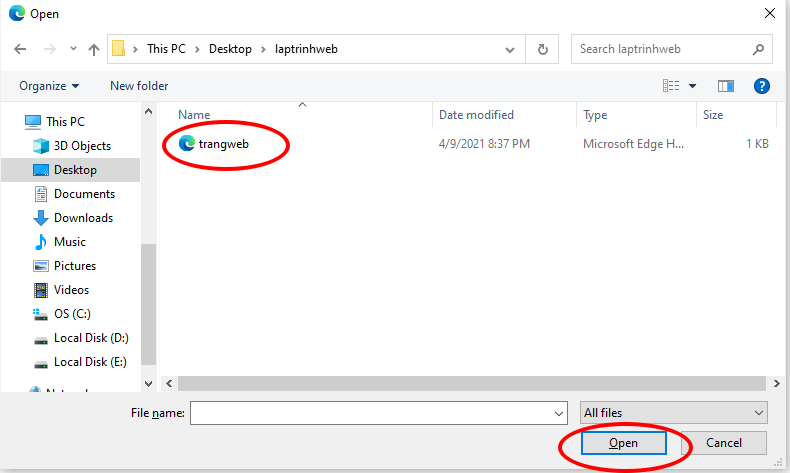 Open
This PC > Desktop > laptrinhweb
Search laptrinhweb
Organize
New folder
Name
Date modified
Type
Size
This PC
3D Objects
Desktop
Documents
Downloads
Music
Pictures
Videos
OS (C:)
Local Disk (D:)
Local Disk (E:)
trangweb
4/9/2021 8:37 PM
Microsoft Edge H...
1 KB
File name:
All files
Open
Cancel